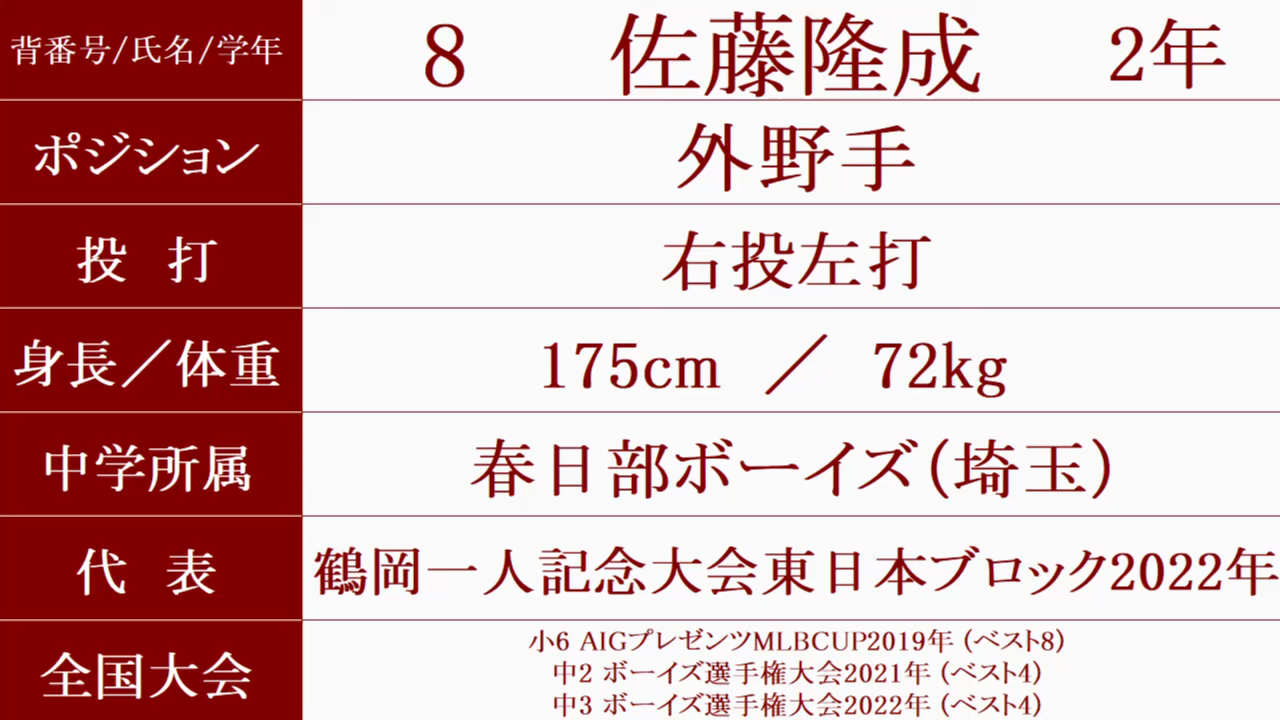 背番号/氏名/学年 8 佐藤隆成 2年
ポジション 外野手
投 打 右投左打
身長／体重 175cm ／ 72kg
中学所属 春日部ボーイズ(埼玉)
代 表 鶴岡一人記念大会東日本ブロック2022年
全国大会
小6 AIGプレゼンツMLBCUP2019年 (ベスト8)
中2 ボーイズ選手権大会2021年 (ベスト4)
中3 ボーイズ選手権大会2022年 (ベスト4)